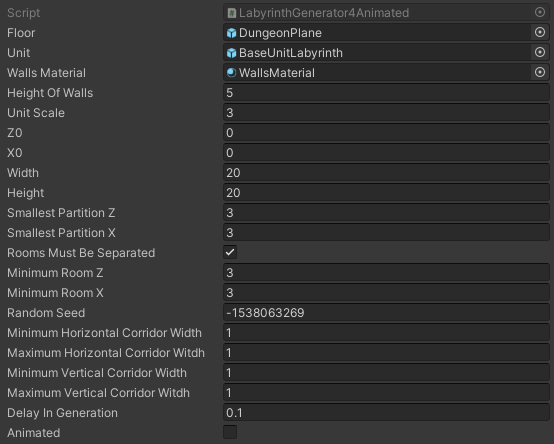 Script LabyrinthGenerator4Animated
Floor DungeonPlane
Unit BaseUnitLabyrinth
Walls Material WallsMaterial
Height Of Walls 5
Unit Scale 3
Z0 0
X0 0
Width 20
Height 20
Smallest Partition Z 3
Smallest Partition X 3
Rooms Must Be Separated
Minimum Room Z 3
Minimum Room X 3
Random Seed -1538063269
Minimum Horizontal Corridor Width 1
Maximum Horizontal Corridor Witdh 1
Minimum Vertical Corridor Width 1
Maximum Vertical Corridor Witdh 1
Delay In Generation 0.1
Animated